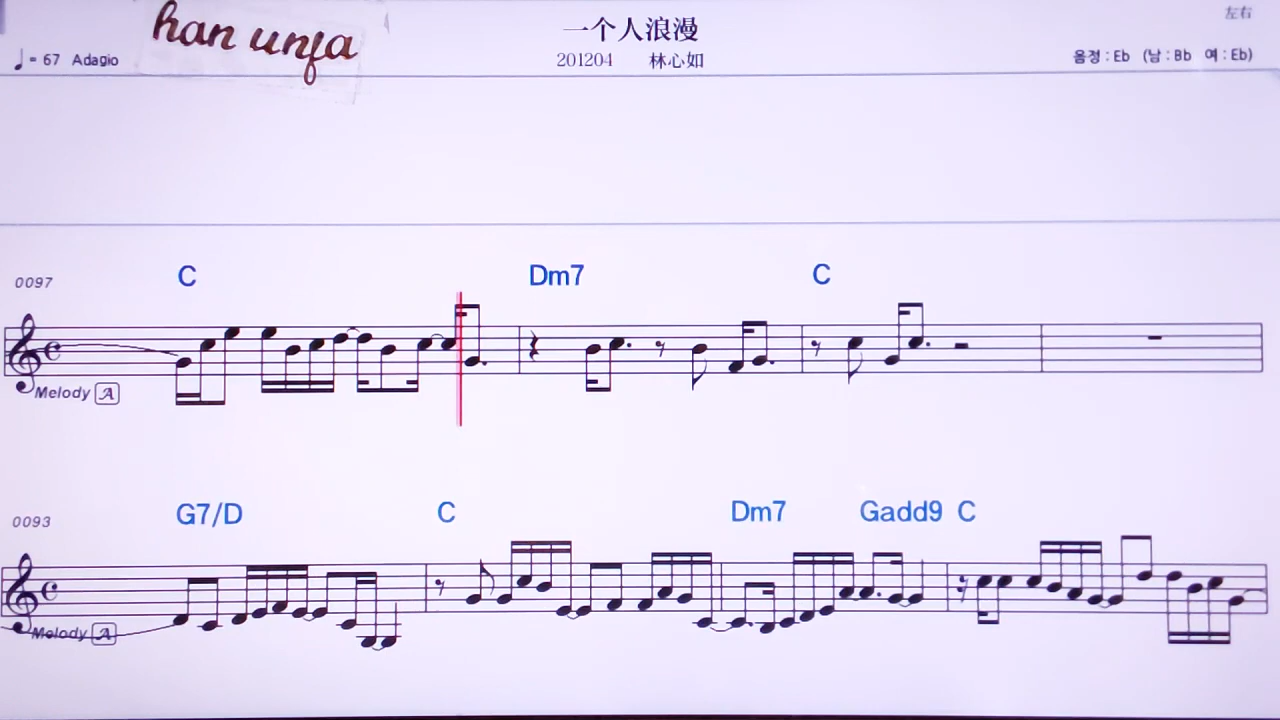 han unja
一个人浪漫
左右
♩= 67 Adagio
201204 林心如
음정 : Eb (남 : Bb 여 : Eb)
0097
C Dm7 C
Melody A
0093
G7/D C Dm7 Gadd9 C
Melody A